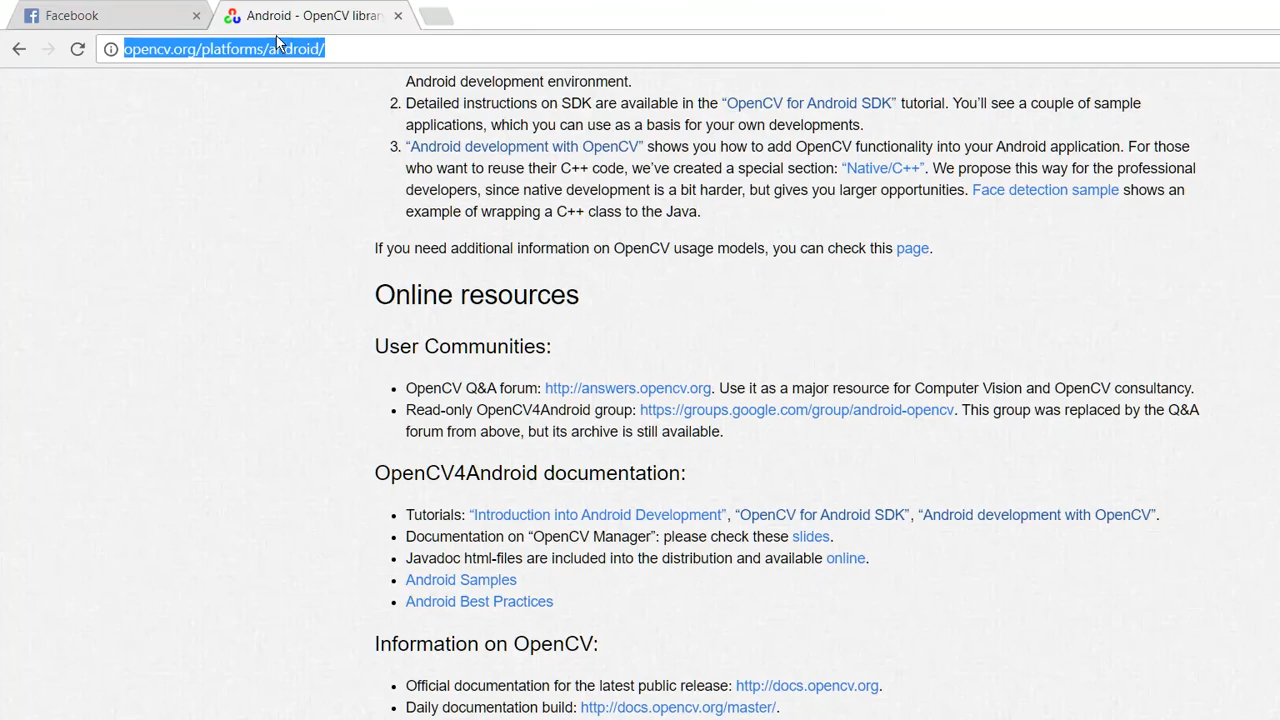 Facebook
Android - OpenCV librar
opencv.org/platforms/android/
Android development environment.
2. Detailed instructions on SDK are available in the “OpenCV for Android SDK” tutorial. You’ll see a couple of sample
applications, which you can use as a basis for your own developments.
3. “Android development with OpenCV” shows you how to add OpenCV functionality into your Android application. For those
who want to reuse their C++ code, we’ve created a special section: “Native/C++”. We propose this way for the professional
developers, since native development is a bit harder, but gives you larger opportunities. Face detection sample shows an
example of wrapping a C++ class to the Java.
If you need additional information on OpenCV usage models, you can check this page.
Online resources
User Communities:
• OpenCV Q&A forum: http://answers.opencv.org. Use it as a major resource for Computer Vision and OpenCV consultancy.
• Read-only OpenCV4Android group: https://groups.google.com/group/android-opencv. This group was replaced by the Q&A
forum from above, but its archive is still available.
OpenCV4Android documentation:
• Tutorials: “Introduction into Android Development”, “OpenCV for Android SDK”, “Android development with OpenCV”.
• Documentation on “OpenCV Manager”: please check these slides.
• Javadoc html-files are included into the distribution and available online.
• Android Samples
• Android Best Practices
Information on OpenCV:
• Official documentation for the latest public release: http://docs.opencv.org.
• Daily documentation build: http://docs.opencv.org/master/.